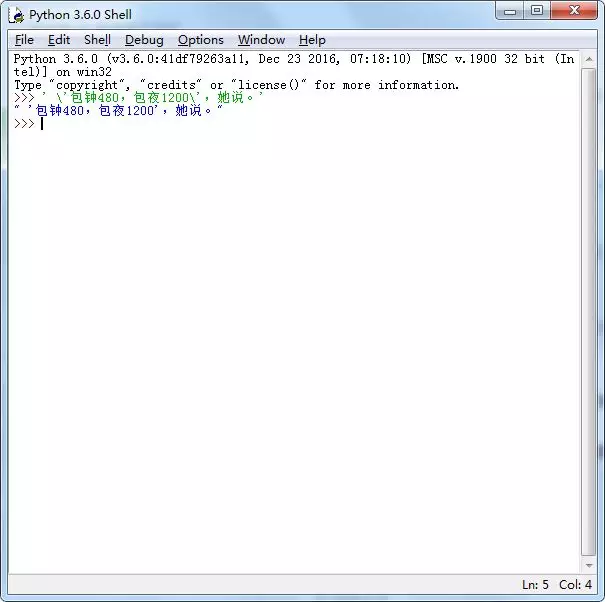 Python 3.6.0 Shell
File Edit Shell Debug Options Window Help
Python 3.6.0 (v3.6.0:41df79263a11, Dec 23 2016, 07:18:10) [MSC v.1900 32 bit (In
tel)] on win32
Type "copyright", "credits" or "license()" for more information.
>>> ' \'包钟480，包夜1200\'，她说。'
" '包钟480，包夜1200'，她说。"
>>>
Ln: 5 Col: 4